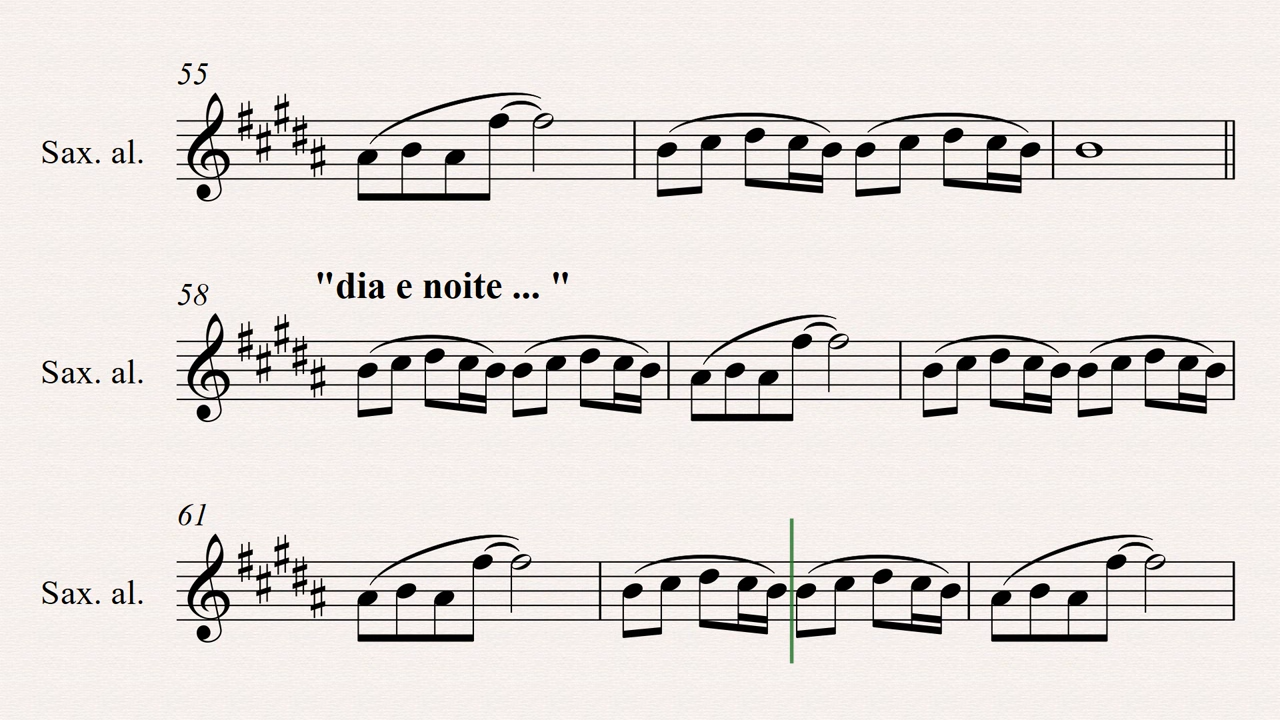 55
Sax. al.
"dia e noite ... "
58
Sax. al.
61
Sax. al.